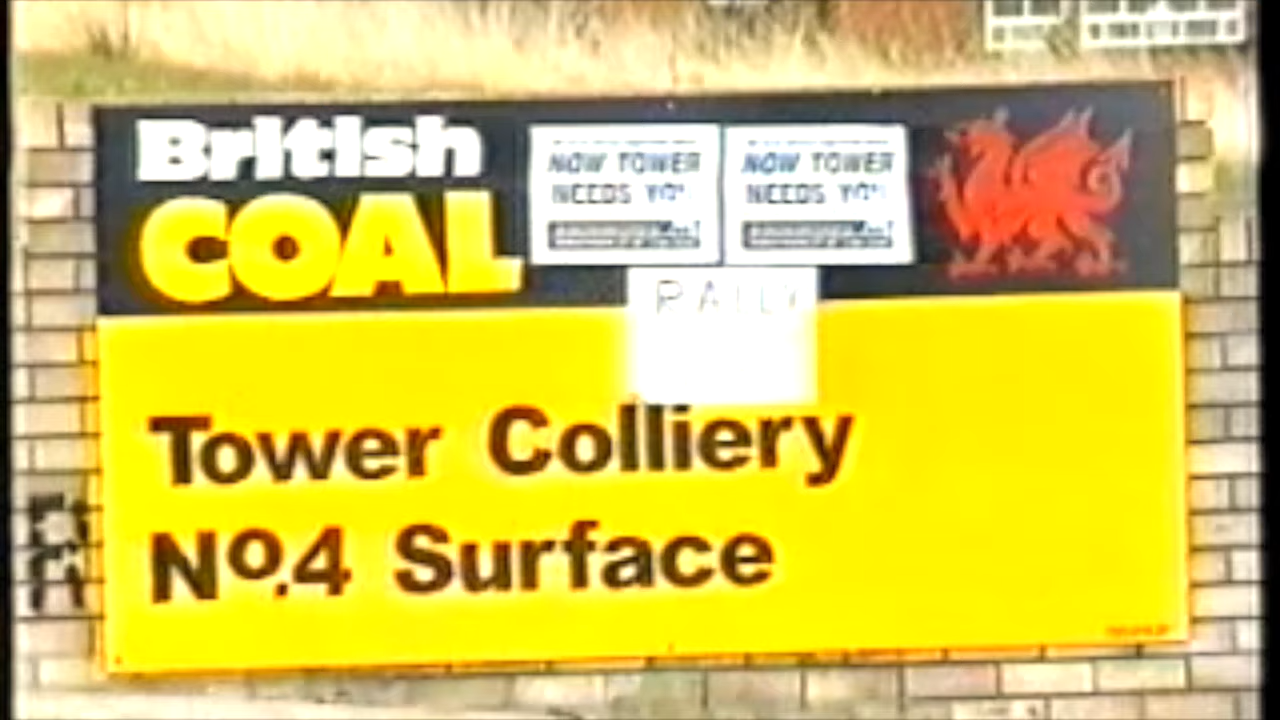 British
COAL
NOW TOWER
NEEDS YOU
NOW TOWER
NEEDS YOU
RALLY
Tower Colliery
Nº.4 Surface